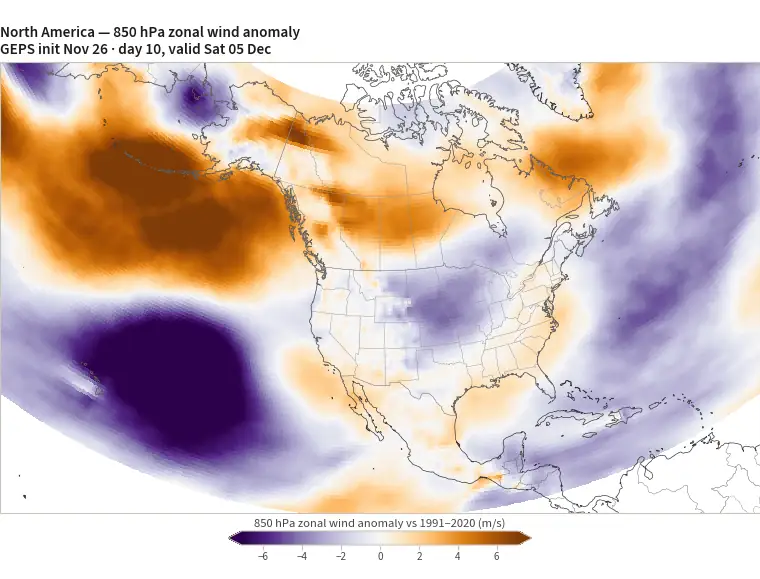 North America — 850 hPa zonal wind anomaly
GEPS init Nov 26 · day 10, valid Sat 05 Dec
850 hPa zonal wind anomaly vs 1991–2020 (m/s)
−6 −4 −2 0 2 4 6